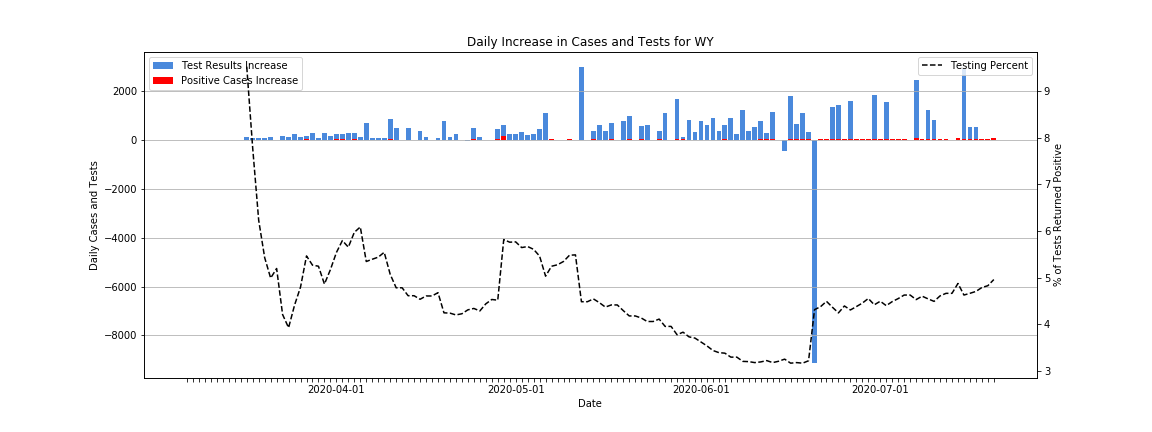 Daily Increase in Cases and Tests for WY
Test Results Increase
Positive Cases Increase
Testing Percent
2000
0
−2000
−4000
−6000
−8000
Daily Cases and Tests
9
8
7
6
5
4
3
% of Tests Returned Positive
2020-04-01
2020-05-01
2020-06-01
2020-07-01
Date